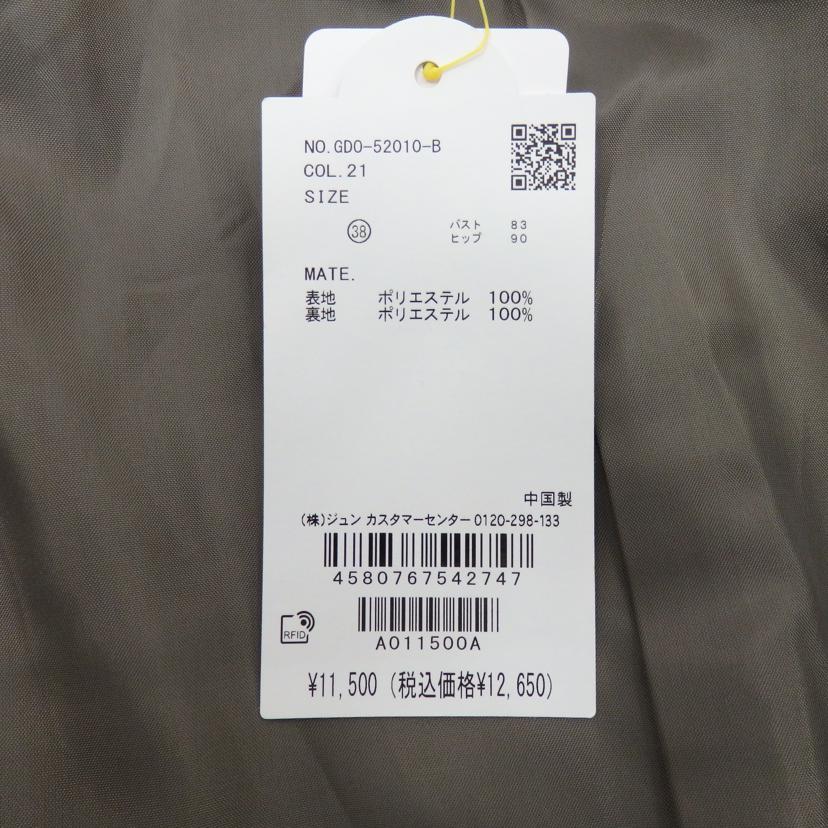 NO.GDO-52010-B
COL.21
SIZE
38 バスト 83
ヒップ 90
MATE.
表地 ポリエステル 100%
裏地 ポリエステル 100%
中国製
(株)ジュン カスタマーセンター 0120-298-133
4580767542747
RFID
A011500A
¥11,500 (税込価格¥12,650)